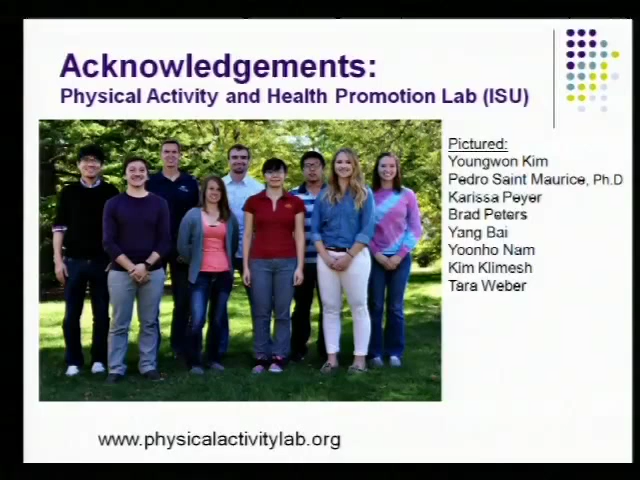 Acknowledgements:
Physical Activity and Health Promotion Lab (ISU)
Pictured:
Youngwon Kim
Pedro Saint Maurice, Ph.D
Karissa Peyer
Brad Peters
Yang Bai
Yoonho Nam
Kim Klimesh
Tara Weber
www.physicalactivitylab.org